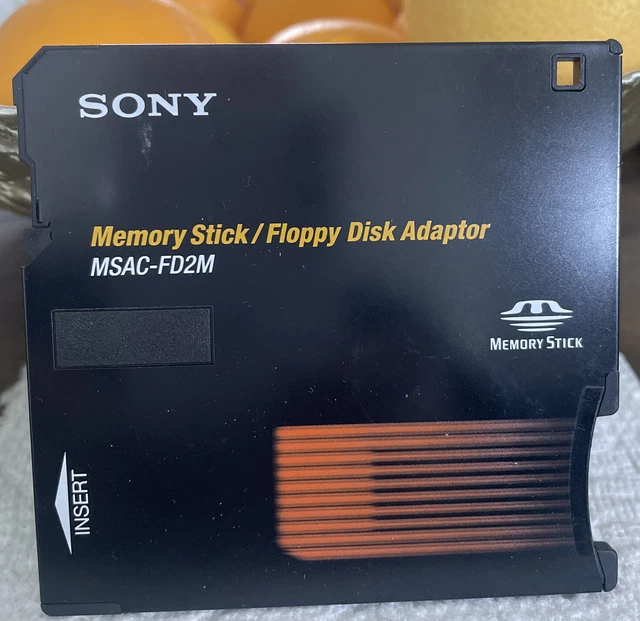 SONY
Memory Stick / Floppy Disk Adaptor
MSAC-FD2M
MEMORY STICK
INSERT